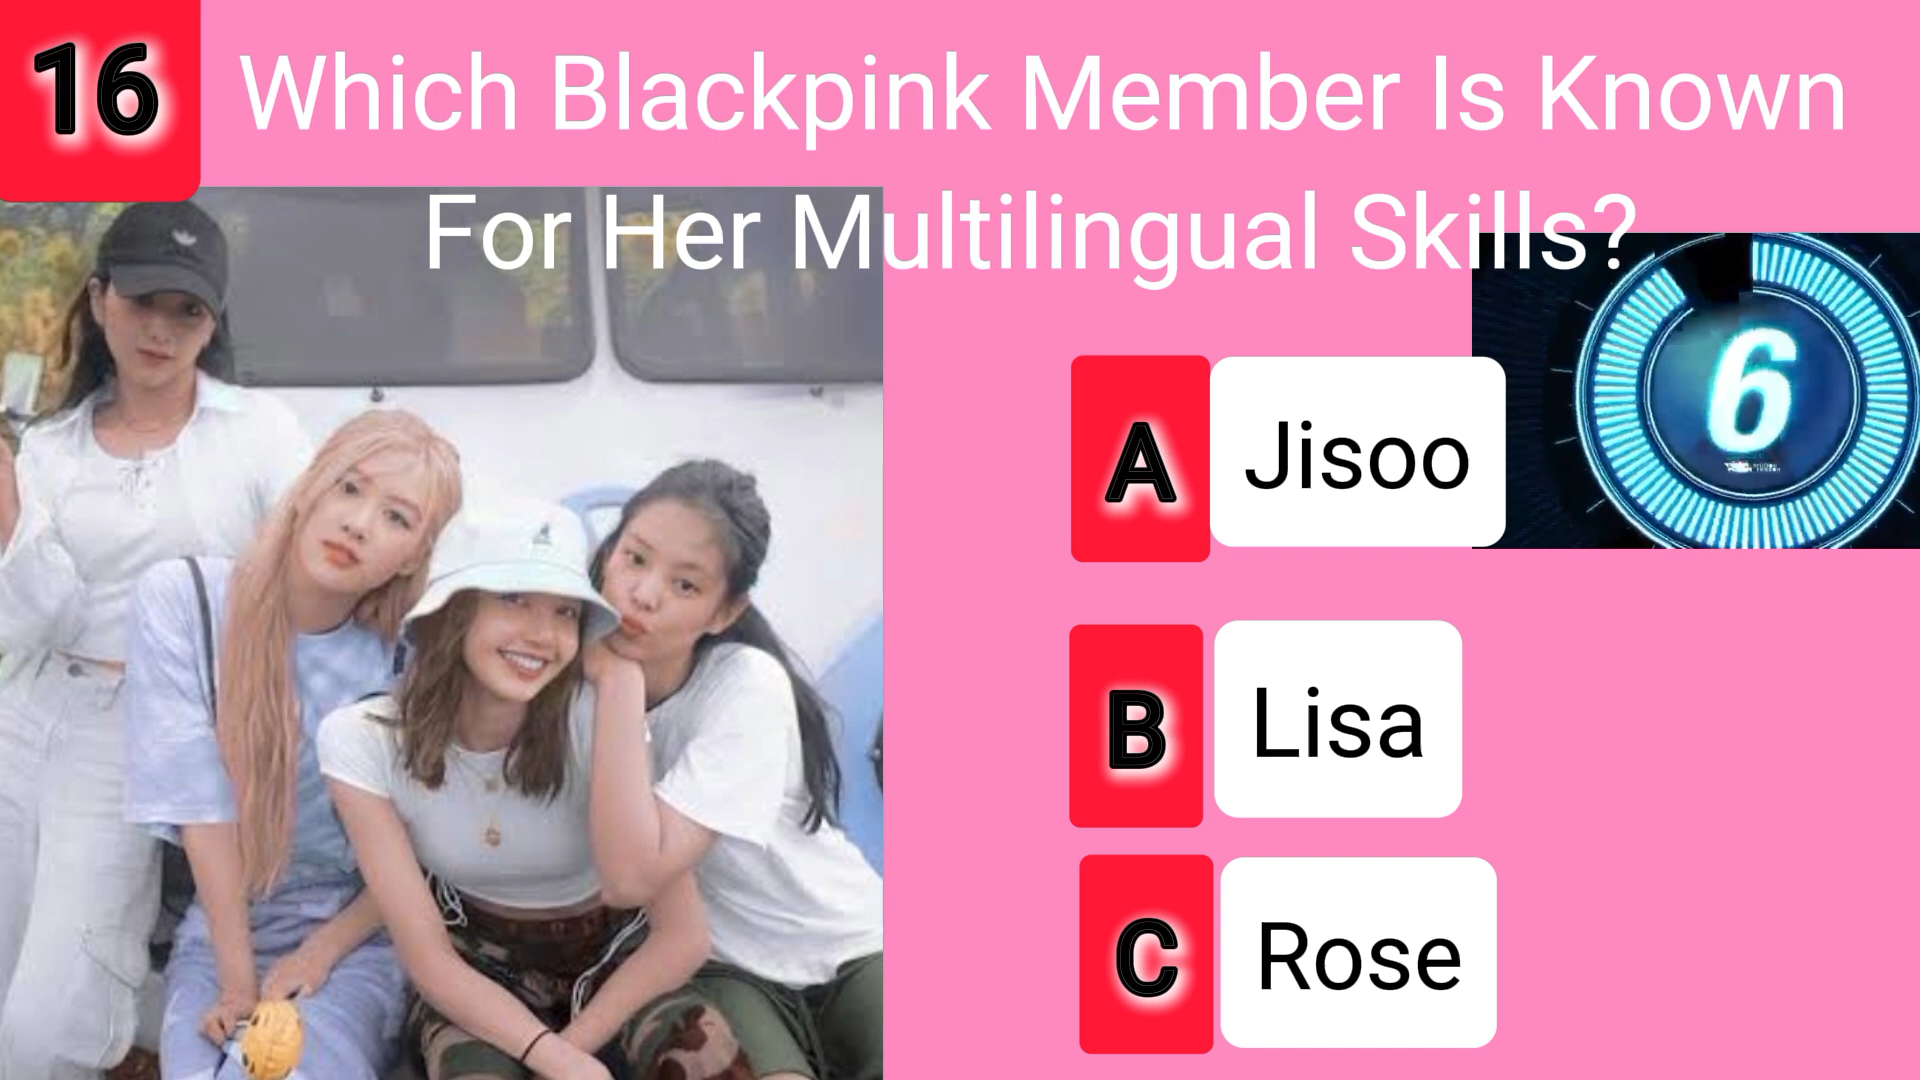 16
Which Blackpink Member Is Known
For Her Multilingual Skills?
6
A
Jisoo
B
Lisa
C
Rose